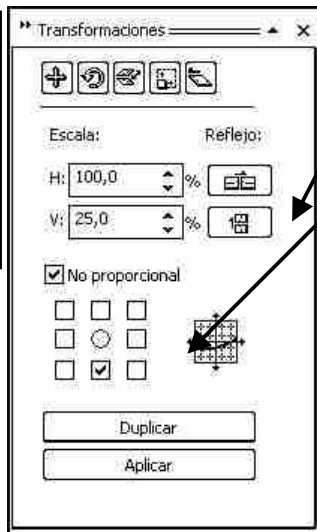 Transformaciones
Escala: Reflejo:
H: 100,0 %
V: 25,0 %
No proporcional
Duplicar
Aplicar